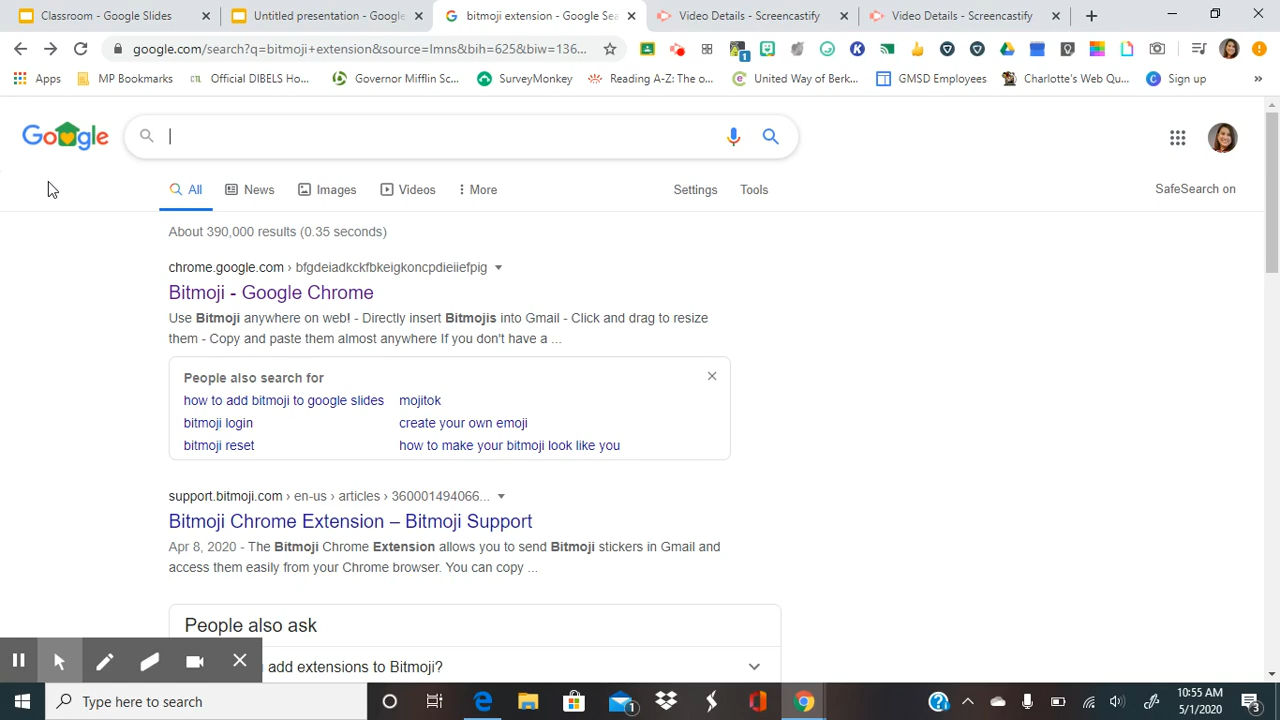 Classroom - Google Slides
Untitled presentation - Google
bitmoji extension - Google Sea
Video Details - Screencastify
Video Details - Screencastify
google.com/search?q=bitmoji+extension&source=lmns&bih=625&biw=136...
1
Apps
MP Bookmarks
Official DIBELS Ho...
Governor Mifflin Sc...
SurveyMonkey
Reading A-Z: The o...
United Way of Berk...
GMSD Employees
Charlotte's Web Qu...
Sign up
»
Google
All
News
Images
Videos
More
Settings
Tools
SafeSearch on
About 390,000 results (0.35 seconds)
chrome.google.com › bfgdeiadkckfbkeigkoncpdieiiefpig
Bitmoji - Google Chrome
Use Bitmoji anywhere on web! - Directly insert Bitmojis into Gmail - Click and drag to resize
them - Copy and paste them almost anywhere If you don't have a ...
People also search for
how to add bitmoji to google slides
mojitok
bitmoji login
create your own emoji
bitmoji reset
how to make your bitmoji look like you
support.bitmoji.com › en-us › articles › 360001494066...
Bitmoji Chrome Extension – Bitmoji Support
Apr 8, 2020 - The Bitmoji Chrome Extension allows you to send Bitmoji stickers in Gmail and
access them easily from your Chrome browser. You can copy ...
People also ask
add extensions to Bitmoji?
Type here to search
1
10:55 AM
5/1/2020
3